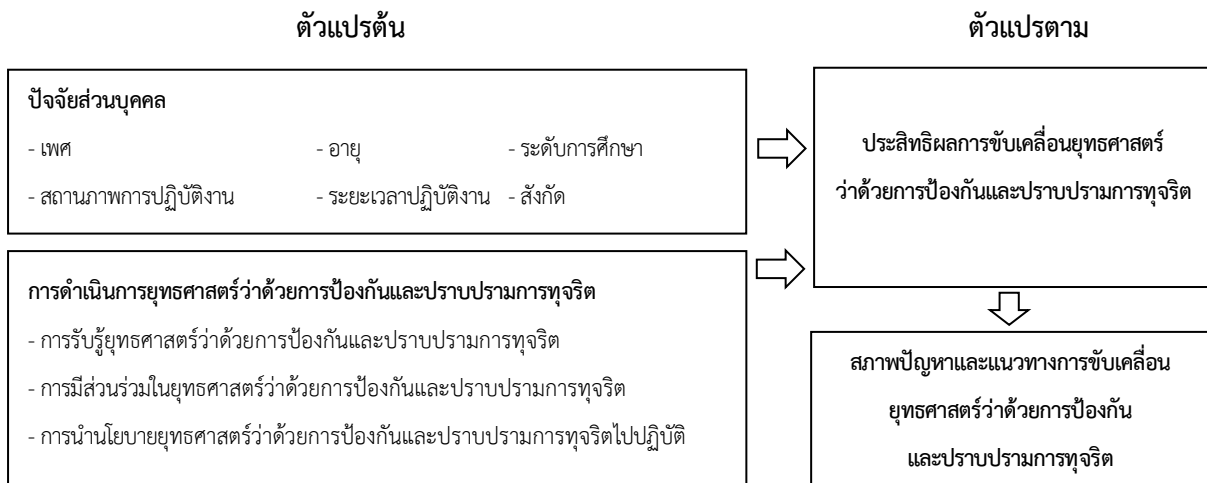 ตัวแปรต้น
ปัจจัยส่วนบุคคล
- เพศ - อายุ - ระดับการศึกษา
- สถานภาพการปฏิบัติงาน - ระยะเวลาปฏิบัติงาน - สังกัด
การดำเนินการยุทธศาสตร์ว่าด้วยการป้องกันและปราบปรามการทุจริต
- การรับรู้ยุทธศาสตร์ว่าด้วยการป้องกันและปราบปรามการทุจริต
- การมีส่วนร่วมในยุทธศาสตร์ว่าด้วยการป้องกันและปราบปรามการทุจริต
- การนำนโยบายยุทธศาสตร์ว่าด้วยการป้องกันและปราบปรามการทุจริตไปปฏิบัติ
ตัวแปรตาม
ประสิทธิผลการขับเคลื่อนยุทธศาสตร์
ว่าด้วยการป้องกันและปราบปรามการทุจริต
สภาพปัญหาและแนวทางการขับเคลื่อน
ยุทธศาสตร์ว่าด้วยการป้องกัน
และปราบปรามการทุจริต